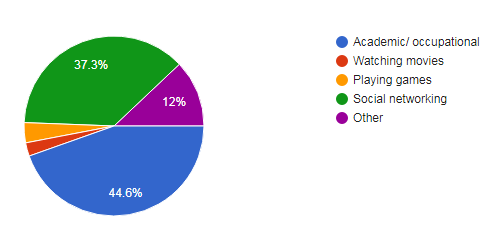 37.3%
12%
44.6%
Academic/ occupational
Watching movies
Playing games
Social networking
Other